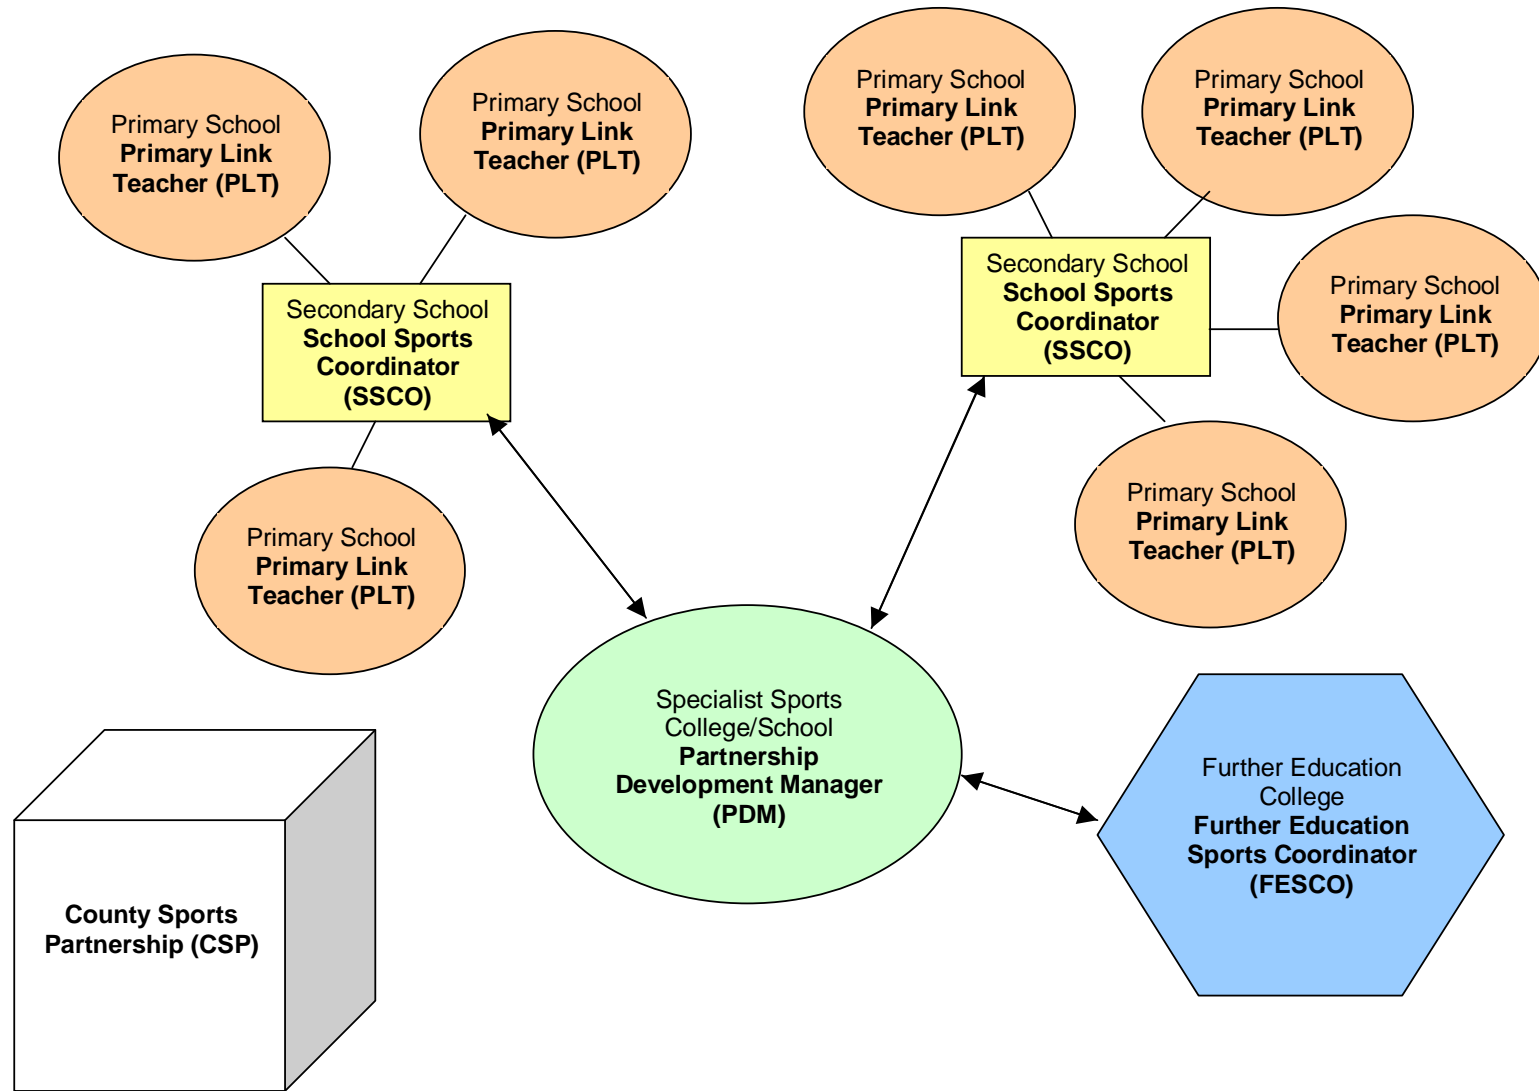 Primary School
Primary Link
Teacher (PLT)
Primary School
Primary Link
Teacher (PLT)
Primary School
Primary Link
Teacher (PLT)
Primary School
Primary Link
Teacher (PLT)
Secondary School
School Sports
Coordinator
(SSCO)
Secondary School
School Sports
Coordinator
(SSCO)
Primary School
Primary Link
Teacher (PLT)
Primary School
Primary Link
Teacher (PLT)
Primary School
Primary Link
Teacher (PLT)
Specialist Sports
College/School
Partnership
Development Manager
(PDM)
Further Education
College
Further Education
Sports Coordinator
(FESCO)
County Sports
Partnership (CSP)